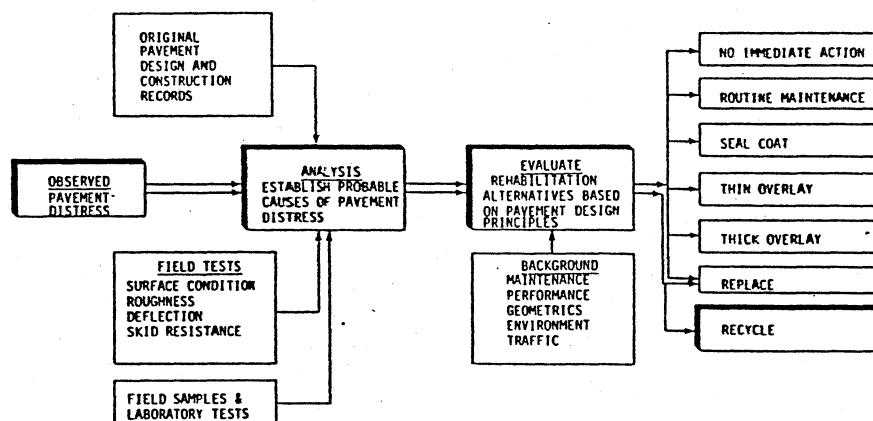 ORIGINAL
PAVEMENT
DESIGN AND
CONSTRUCTION
RECORDS
OBSERVED
PAVEMENT-
DISTRESS
ANALYSIS
ESTABLISH PROBABLE
CAUSES OF PAVEMENT
DISTRESS
FIELD TESTS
SURFACE CONDITION
ROUGHNESS
DEFLECTION
SKID RESISTANCE
FIELD SAMPLES &
LABORATORY TESTS
EVALUATE
REHABILITATION
ALTERNATIVES BASED
ON PAVEMENT DESIGN
PRINCIPLES
BACKGROUND
MAINTENANCE
PERFORMANCE
GEOMETRICS
ENVIRONMENT
TRAFFIC
NO IMMEDIATE ACTION
ROUTINE MAINTENANCE
SEAL COAT
THIN OVERLAY
THICK OVERLAY
REPLACE
RECYCLE